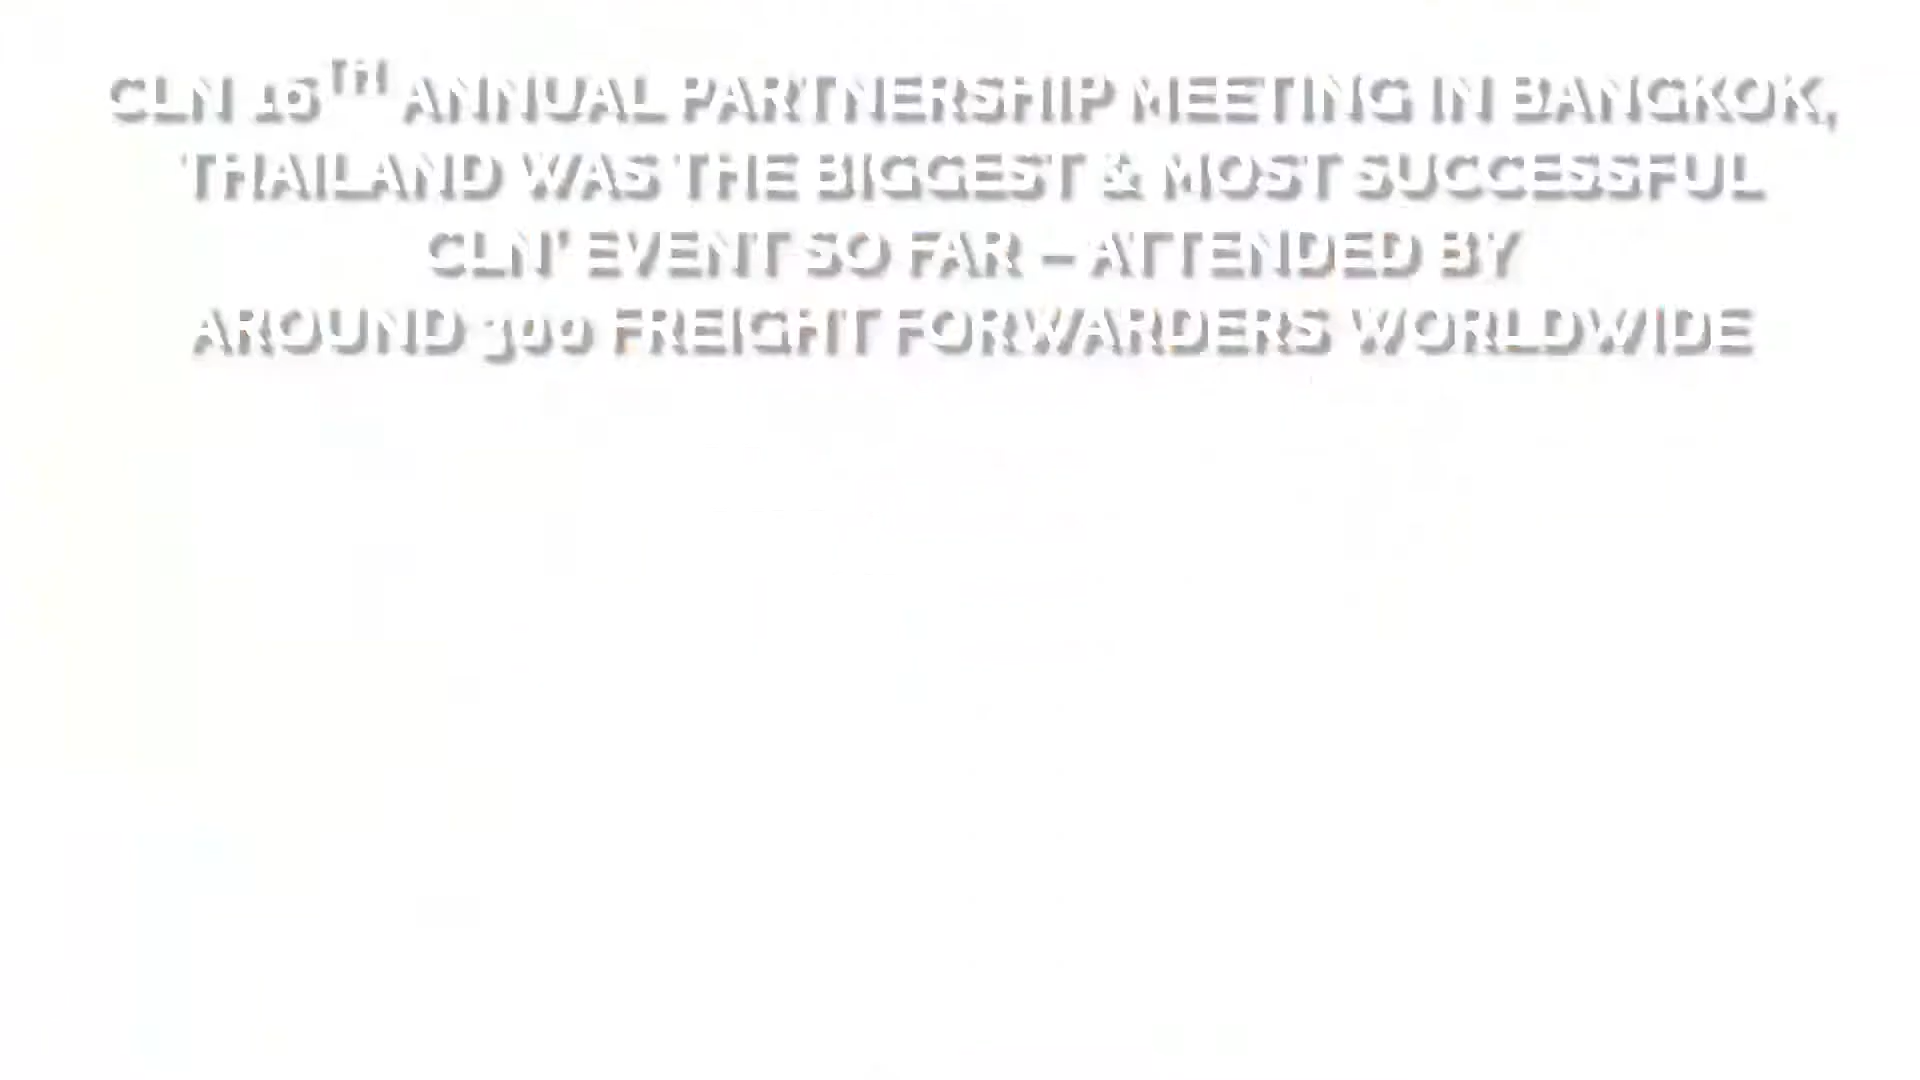 CLN 16TH ANNUAL PARTNERSHIP MEETING IN BANGKOK,
THAILAND WAS THE BIGGEST & MOST SUCCESSFUL
CLN' EVENT SO FAR – ATTENDED BY
AROUND 300 FREIGHT FORWARDERS WORLDWIDE